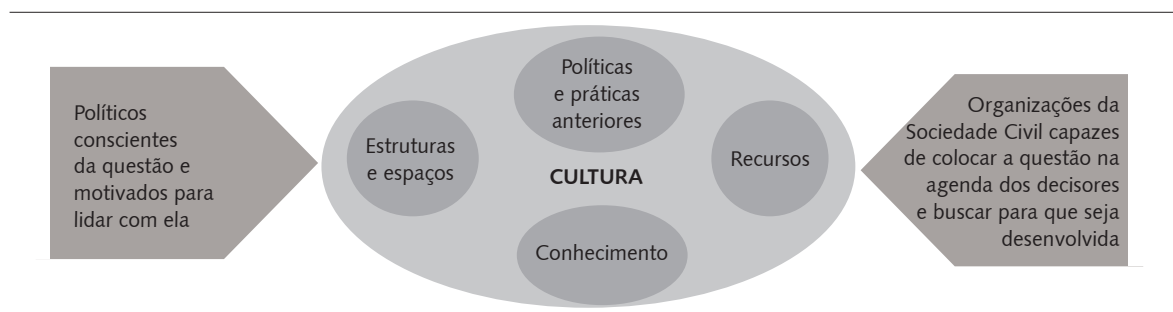 Políticos
conscientes
da questão e
motivados para
lidar com ela
Estruturas
e espaços
Políticas
e práticas
anteriores
CULTURA
Conhecimento
Recursos
Organizações da
Sociedade Civil capazes
de colocar a questão na
agenda dos decisores
e buscar para que seja
desenvolvida